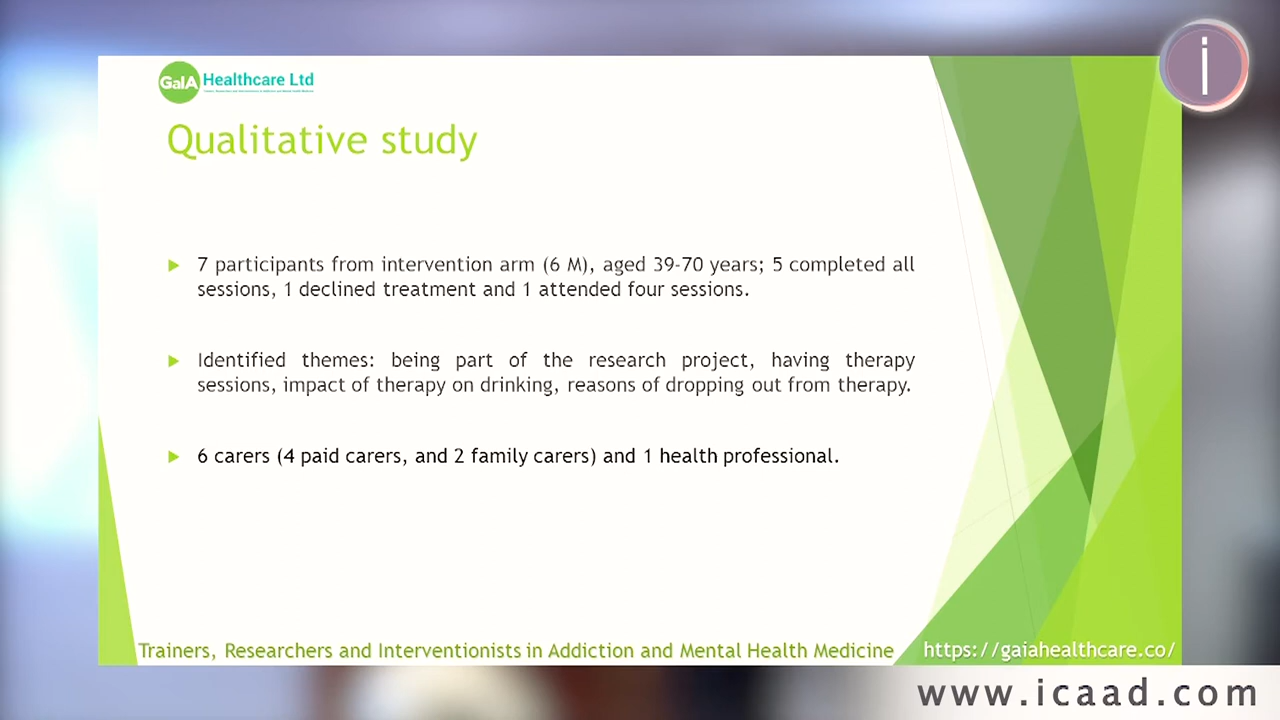 GaIA Healthcare Ltd
Qualitative study
7 participants from intervention arm (6 M), aged 39-70 years; 5 completed all
sessions, 1 declined treatment and 1 attended four sessions.
Identified themes: being part of the research project, having therapy
sessions, impact of therapy on drinking, reasons of dropping out from therapy.
6 carers (4 paid carers, and 2 family carers) and 1 health professional.
Trainers, Researchers and Interventionists in Addiction and Mental Health Medicine
https://gaiahealthcare.co/
i
www.icaad.com